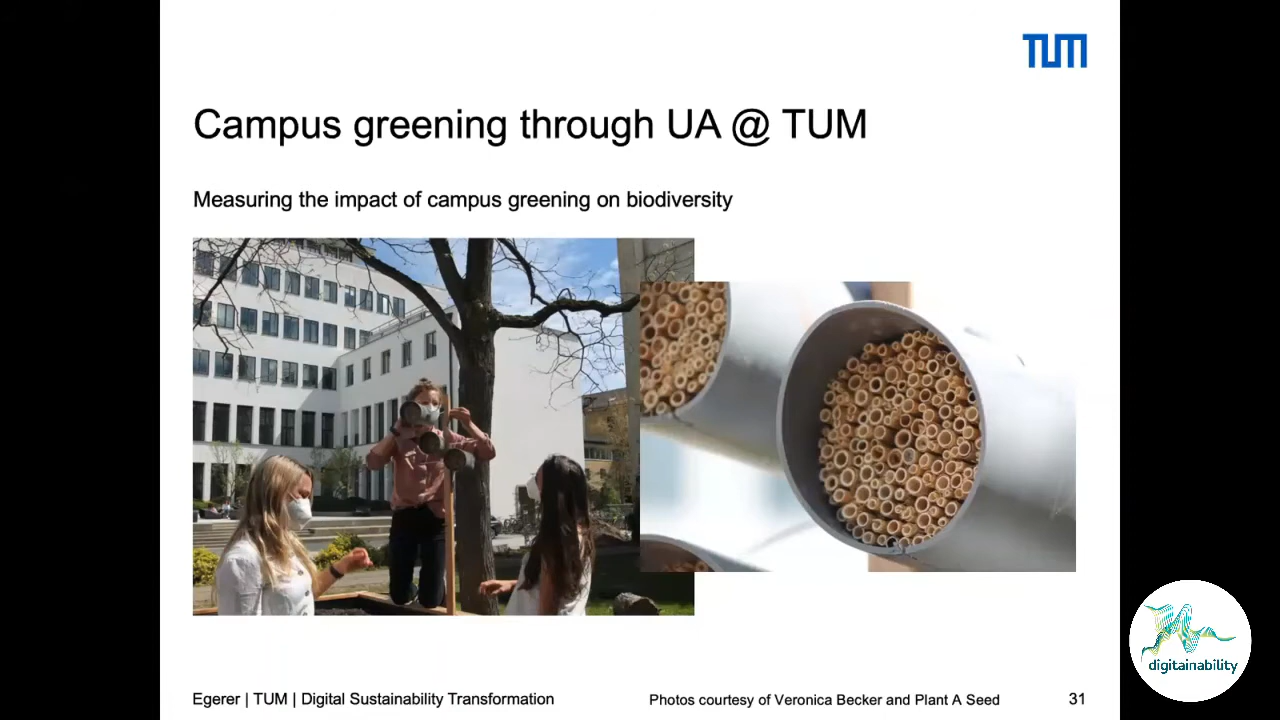 TUM
Campus greening through UA @ TUM
Measuring the impact of campus greening on biodiversity
digitainability
Egerer | TUM | Digital Sustainability Transformation
Photos courtesy of Veronica Becker and Plant A Seed
31